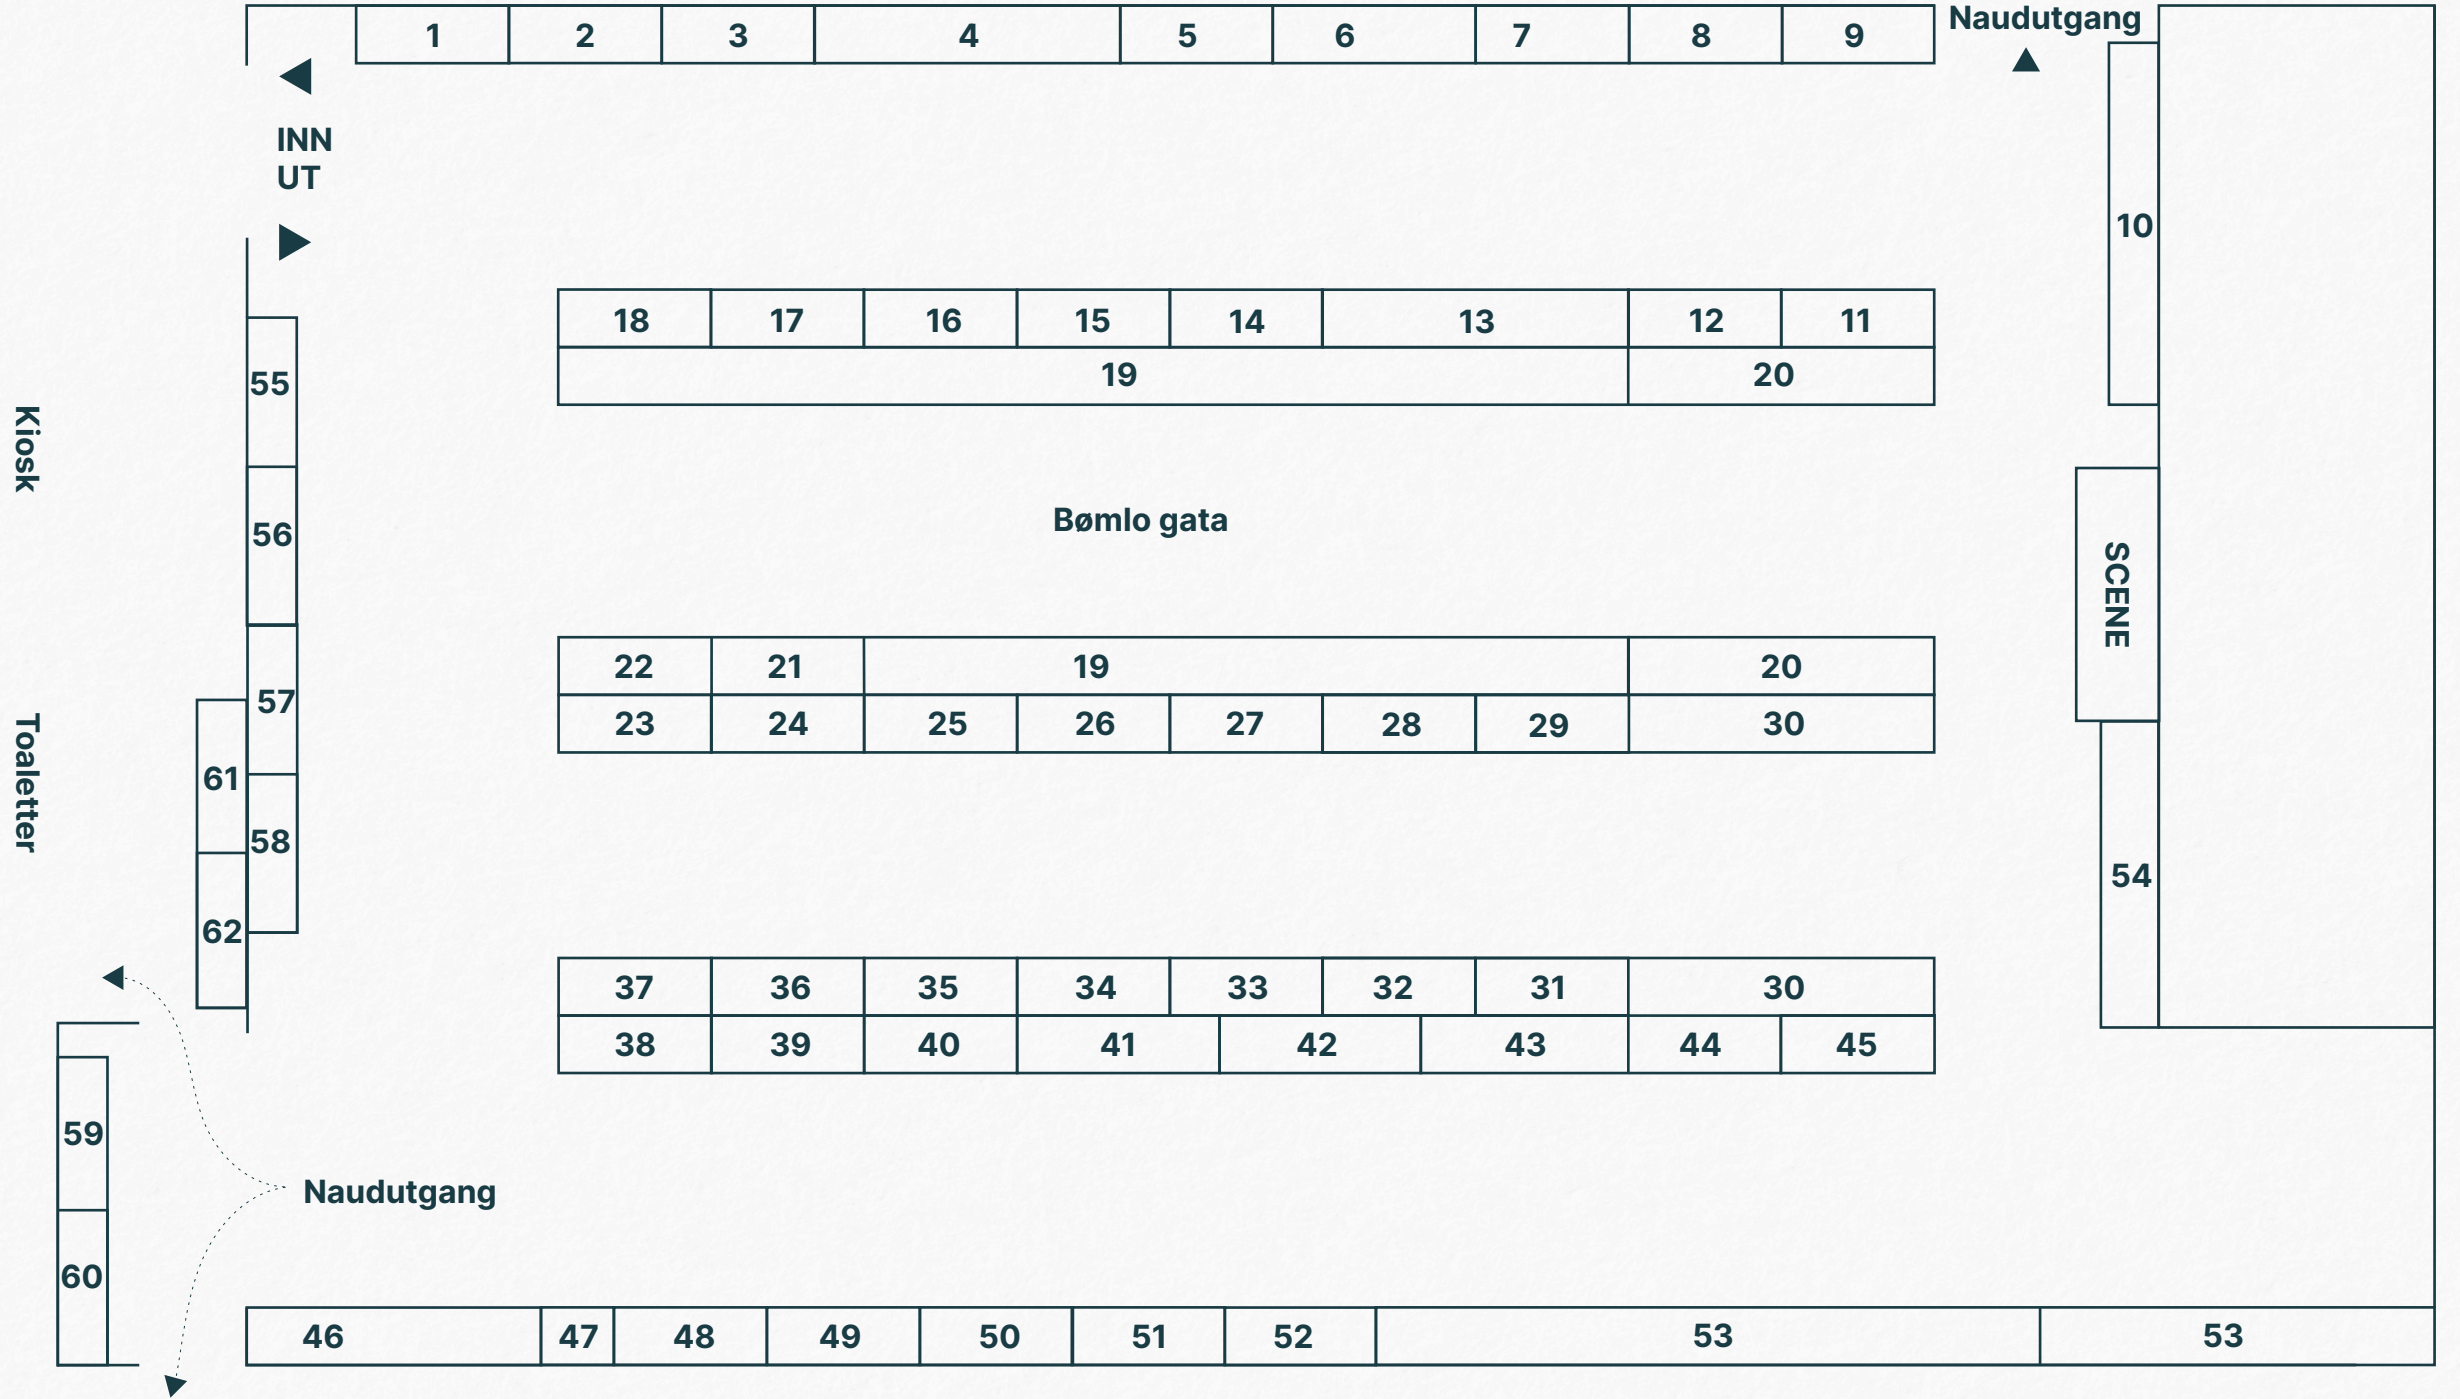 1 2 3 4 5 6 7 8 9 Naudutgang
INN
UT
10
18 17 16 15 14 13 12 11
19 20
55
Kiosk
56
Bømlo gata
SCENE
22 21 19 20
23 24 25 26 27 28 29 30
57
61
58
Toaletter
54
62
37 36 35 34 33 32 31 30
38 39 40 41 42 43 44 45
59
Naudutgang
60
46 47 48 49 50 51 52 53 53